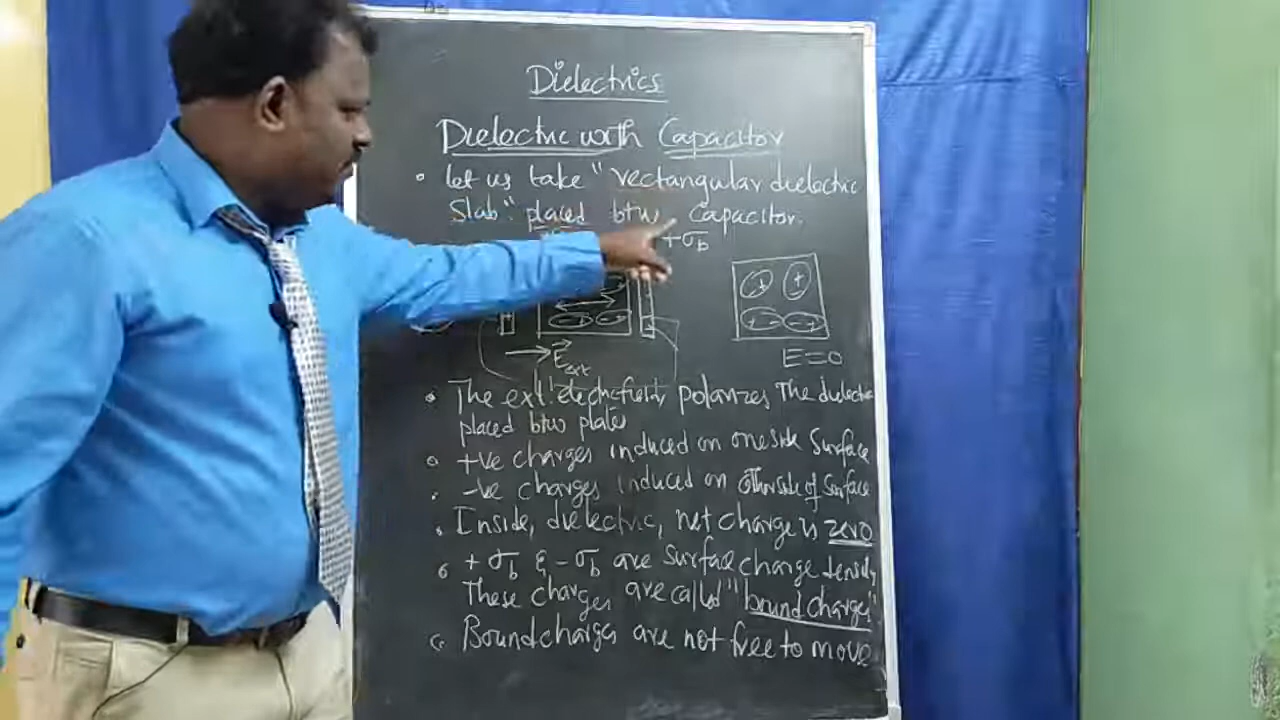 Dielectrics
Dielectric with Capacitor
• Let us take "rectangular dielectric
Slab" placed btw Capacitor.
+σb
E⃗ext
E=0
• The ext. electric field, polarizes The dielectric
placed btw plates
• +ve charges induced on one side Surface
• -ve charges induced on other side of Surface
• Inside, dielectric, net charge is zero
• +σb & -σb are Surface charge density
These charges are called "bound charges".
• Bound charges are not free to move